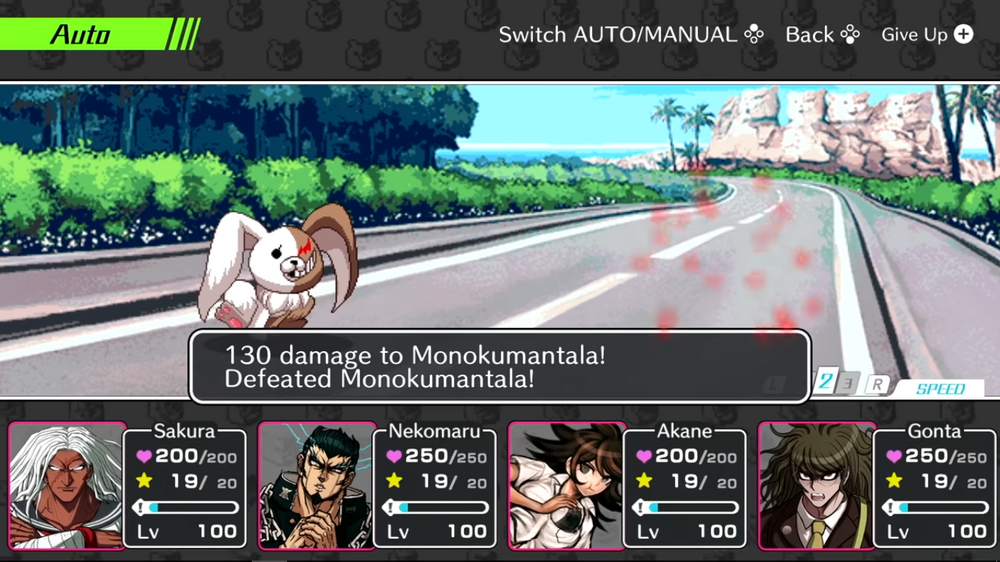 Auto
Switch AUTO/MANUAL
Back
Give Up
130 damage to Monokumantala!
Defeated Monokumantala!
L 2 3 R SPEED
Sakura
200/200
19/ 20
Lv 100
Nekomaru
250/250
19/ 20
Lv 100
Akane
200/200
19/ 20
Lv 100
Gonta
250/250
19/ 20
Lv 100